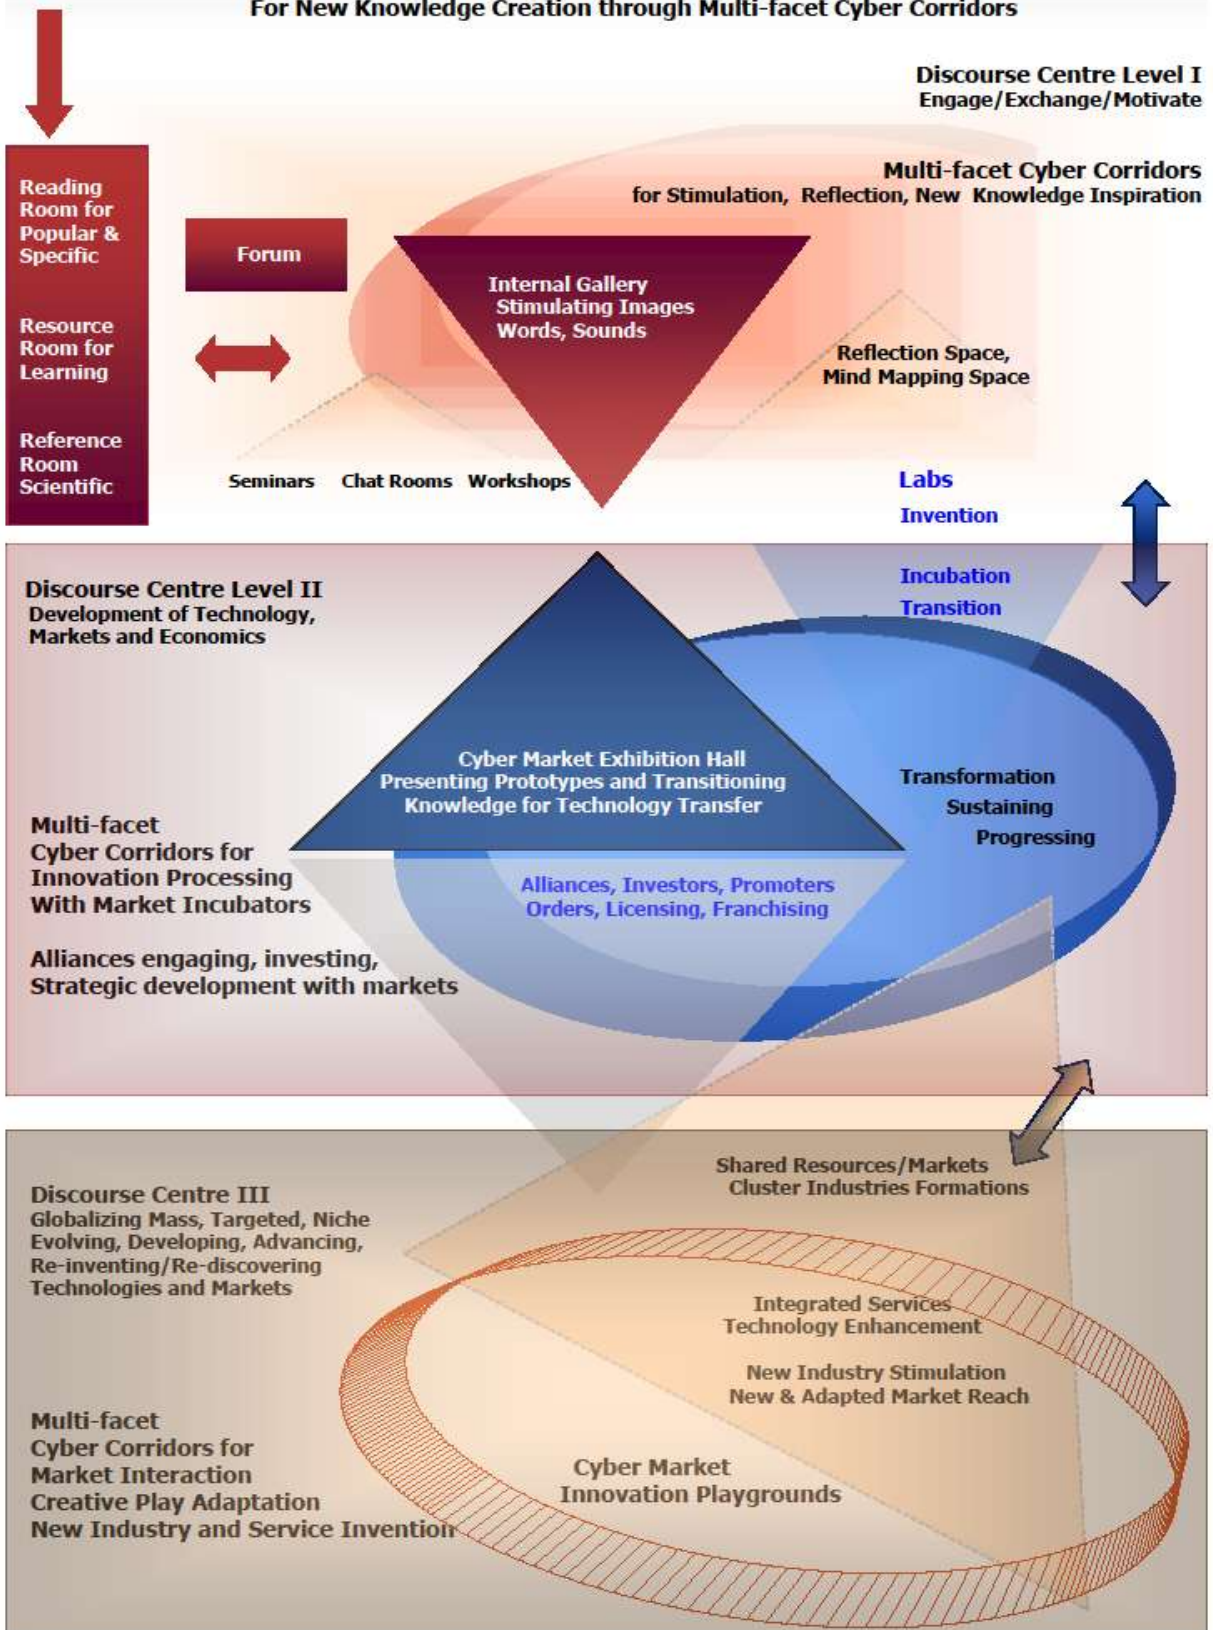 For New Knowledge Creation through Multi-facet Cyber Corridors
Discourse Centre Level I
Engage/Exchange/Motivate
Multi-facet Cyber Corridors
for Stimulation, Reflection, New Knowledge Inspiration
Reading
Room for
Popular &
Specific
Resource
Room for
Learning
Reference
Room
Scientific
Forum
Internal Gallery
Stimulating Images
Words, Sounds
Reflection Space,
Mind Mapping Space
Seminars Chat Rooms Workshops
Labs
Invention
Incubation
Transition
Discourse Centre Level II
Development of Technology,
Markets and Economics
Cyber Market Exhibition Hall
Presenting Prototypes and Transitioning
Knowledge for Technology Transfer
Transformation
Sustaining
Progressing
Multi-facet
Cyber Corridors for
Innovation Processing
With Market Incubators
Alliances engaging, investing,
Strategic development with markets
Alliances, Investors, Promoters
Orders, Licensing, Franchising
Shared Resources/Markets
Cluster Industries Formations
Discourse Centre III
Globalizing Mass, Targeted, Niche
Evolving, Developing, Advancing,
Re-inventing/Re-discovering
Technologies and Markets
Integrated Services
Technology Enhancement
New Industry Stimulation
New & Adapted Market Reach
Multi-facet
Cyber Corridors for
Market Interaction
Creative Play Adaptation
New Industry and Service Invention
Cyber Market
Innovation Playgrounds